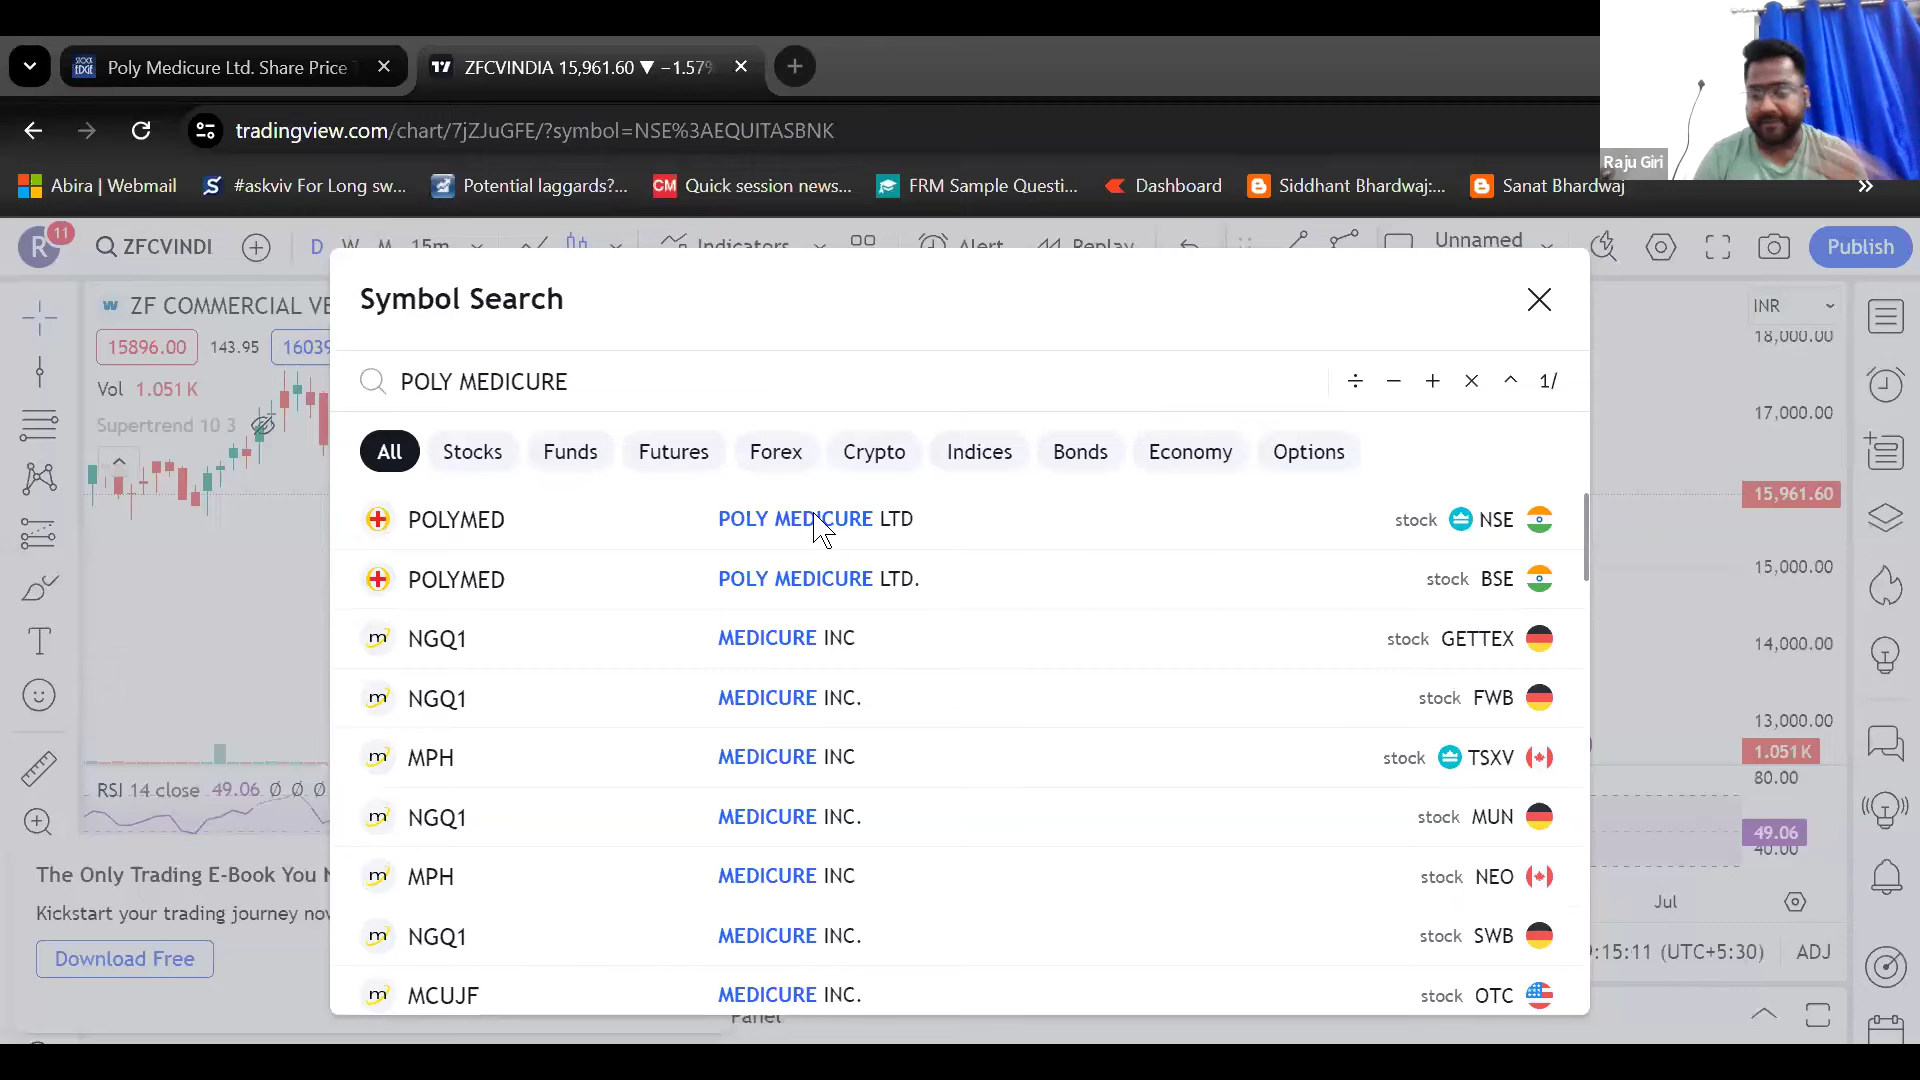 STOCK EDGE Poly Medicure Ltd. Share Price
ZFCVINDIA 15,961.60 ▼ −1.57%
tradingview.com/chart/7jZJuGFE/?symbol=NSE%3AEQUITASBNK
Raju Giri
Abira | Webmail
#askviv For Long sw...
Potential laggards?...
CM Quick session news...
FRM Sample Questi...
Dashboard
Siddhant Bhardwaj:...
Sanat Bhardwaj
R 11 ZFCVINDI D W M 15m Indicators Alert Replay Unnamed Publish
ZF COMMERCIAL VE
15896.00 143.95 16039
Vol 1.051 K
Supertrend 10 3
RSI 14 close 49.06 Ø Ø Ø
The Only Trading E-Book You N
Kickstart your trading journey nov
Download Free
Symbol Search
POLY MEDICURE ÷ − + × ^ 1/
All Stocks Funds Futures Forex Crypto Indices Bonds Economy Options
POLYMED POLY MEDICURE LTD stock NSE
POLYMED POLY MEDICURE LTD. stock BSE
NGQ1 MEDICURE INC stock GETTEX
NGQ1 MEDICURE INC. stock FWB
MPH MEDICURE INC stock TSXV
NGQ1 MEDICURE INC. stock MUN
MPH MEDICURE INC stock NEO
NGQ1 MEDICURE INC. stock SWB
MCUJF MEDICURE INC. stock OTC
Panel
INR
18,000.00
17,000.00
15,961.60
15,000.00
14,000.00
13,000.00
1.051 K
80.00
49.06
40.00
Jul
:15:11 (UTC+5:30) ADJ